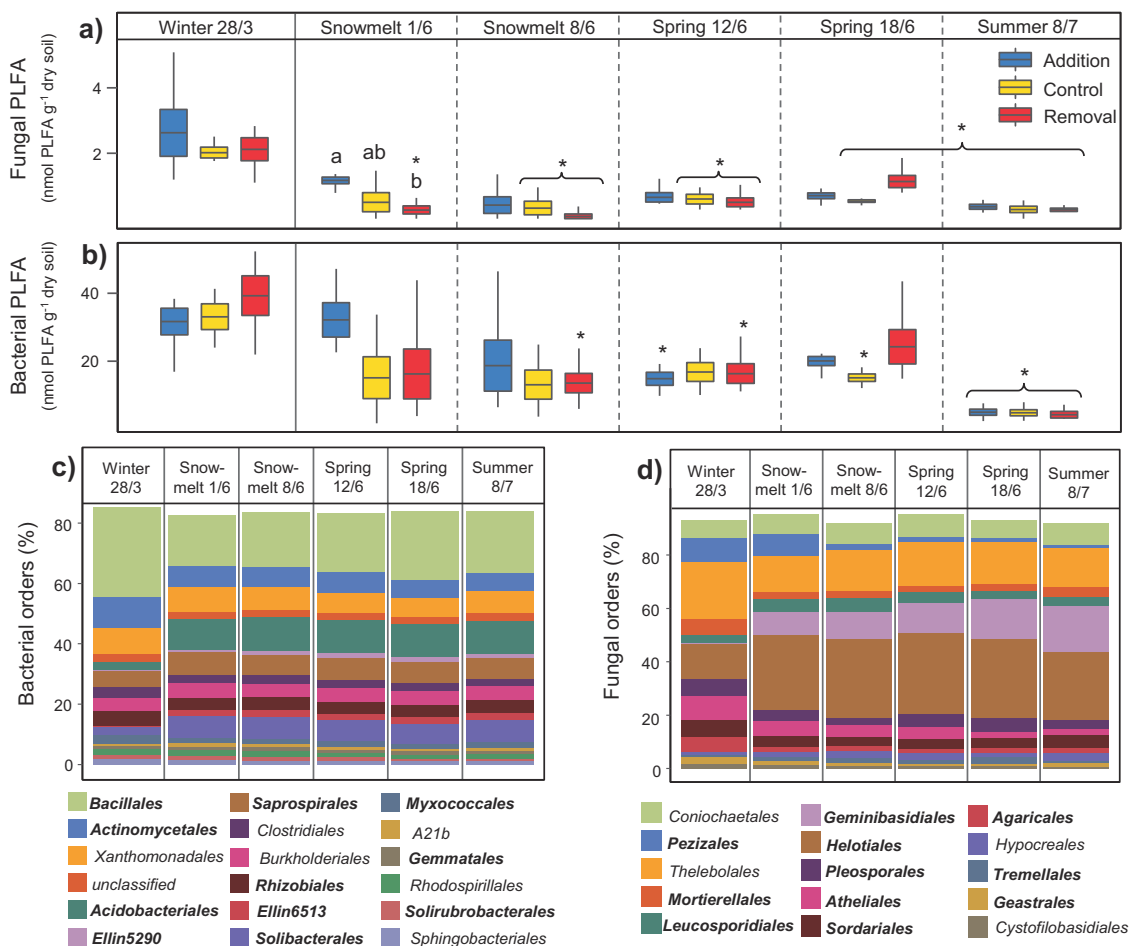 a)
Winter 28/3 Snowmelt 1/6 Snowmelt 8/6 Spring 12/6 Spring 18/6 Summer 8/7
Fungal PLFA
(nmol PLFA g⁻¹ dry soil)
4
2
Addition
Control
Removal
a ab * b
*
*
*
b)
Bacterial PLFA
(nmol PLFA g⁻¹ dry soil)
40
20
*
*
*
*
*
c)
Winter 28/3
Snow-melt 1/6
Snow-melt 8/6
Spring 12/6
Spring 18/6
Summer 8/7
Bacterial orders (%)
80
60
40
20
0
Bacillales
Actinomycetales
Xanthomonadales
unclassified
Acidobacteriales
Ellin5290
Saprospirales
Clostridiales
Burkholderiales
Rhizobiales
Ellin6513
Solibacterales
Myxococcales
A21b
Gemmatales
Rhodospirillales
Solirubrobacterales
Sphingobacteriales
d)
Winter 28/3
Snow-melt 1/6
Snow-melt 8/6
Spring 12/6
Spring 18/6
Summer 8/7
Fungal orders (%)
80
60
40
20
0
Coniochaetales
Pezizales
Thelebolales
Mortierellales
Leucosporidiales
Geminibasidiales
Helotiales
Pleosporales
Atheliales
Sordariales
Agaricales
Hypocreales
Tremellales
Geastrales
Cystofilobasidiales